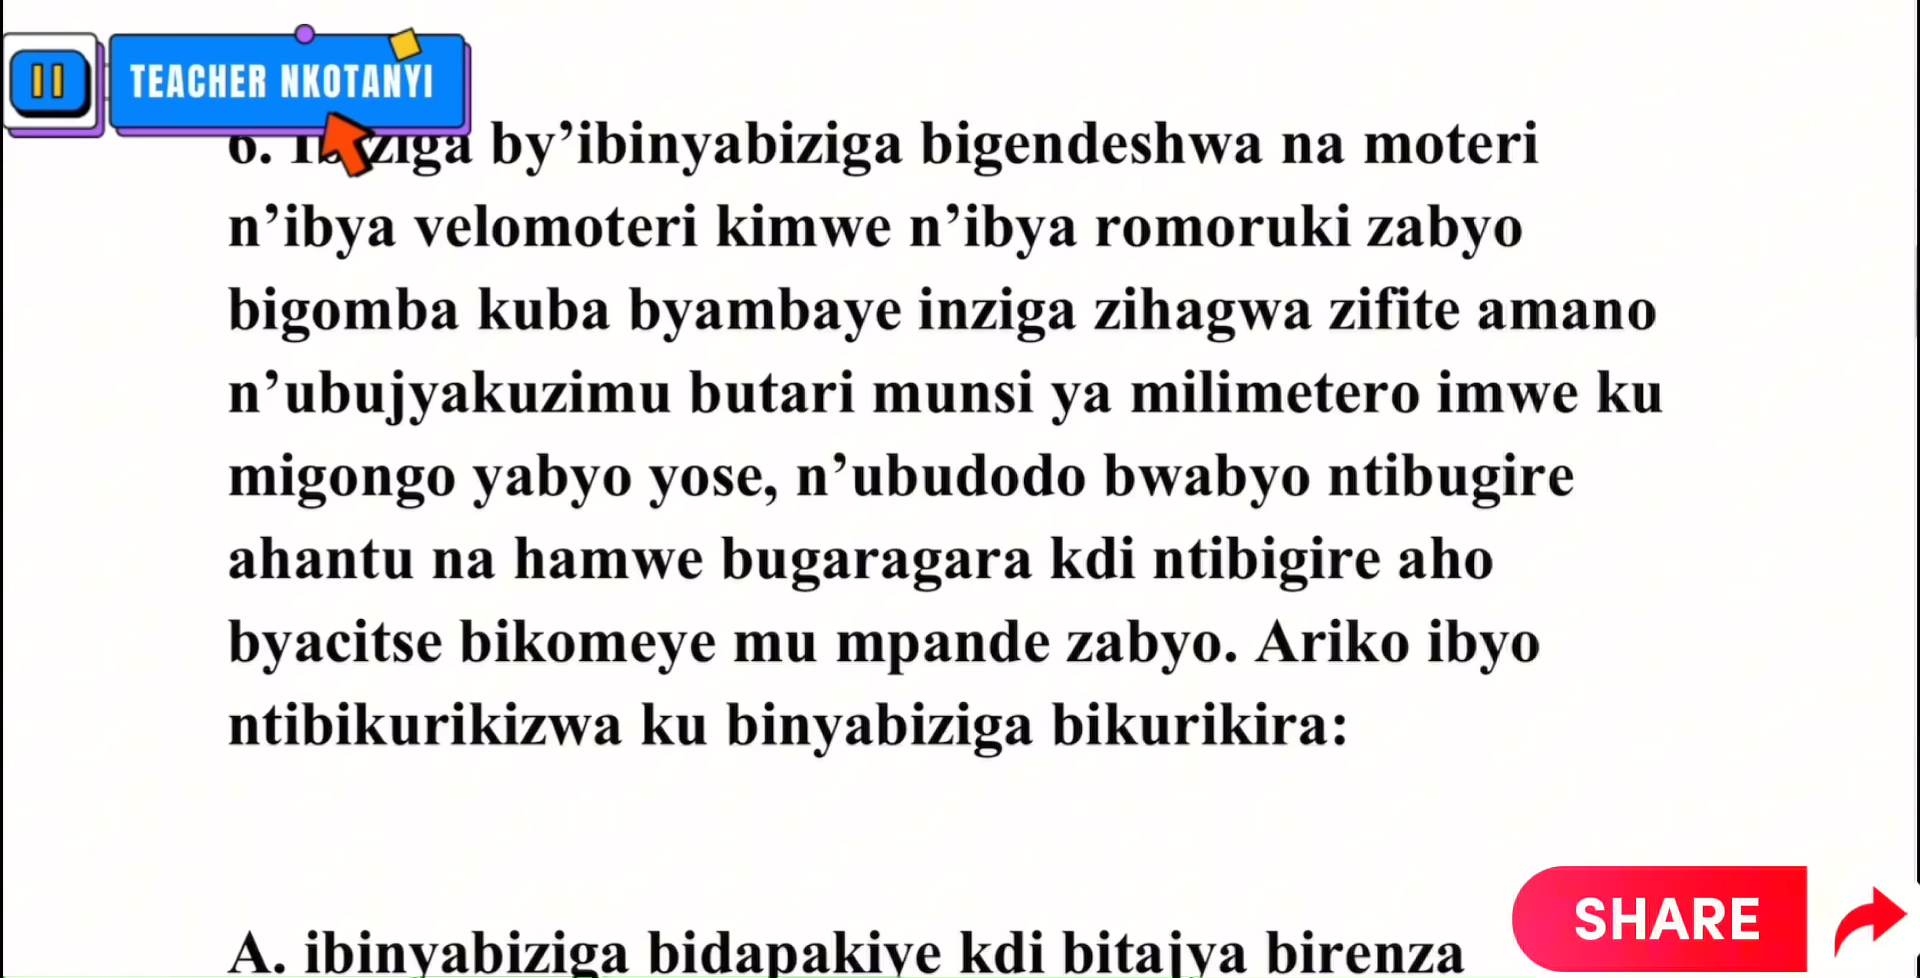 TEACHER NKOTANYI
by’ibinyabiziga bigendeshwa na moteri
n’ibya velomoteri kimwe n’ibya romoruki zabyo
bigomba kuba byambaye inziga zihagwa zifite amano
n’ubujyakuzimu butari munsi ya milimetero imwe ku
migongo yabyo yose, n’ubudodo bwabyo ntibugire
ahantu na hamwe bugaragara kdi ntibigire aho
byacitse bikomeye mu mpande zabyo. Ariko ibyo
ntibikurikizwa ku binyabiziga bikurikira:
A. ibinyabiziga bidapakiye kdi bitajya birenza
SHARE